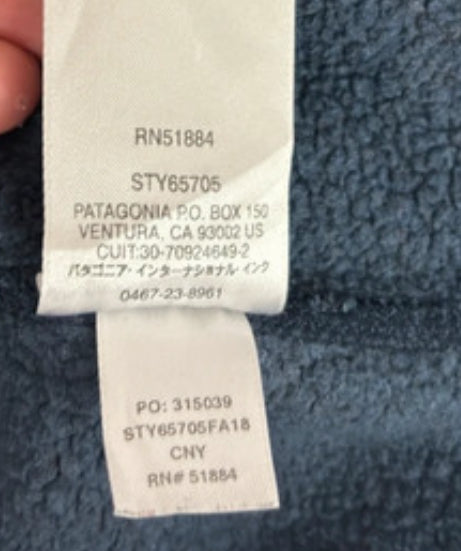 RN51884
STY65705
PATAGONIA P.O. BOX 150
VENTURA, CA 93002 US
CUIT:30-70924649-2
パタゴニア・インターナショナル・インク
0467-23-8961
PO: 315039
STY65705FA18
CNY
RN# 51884